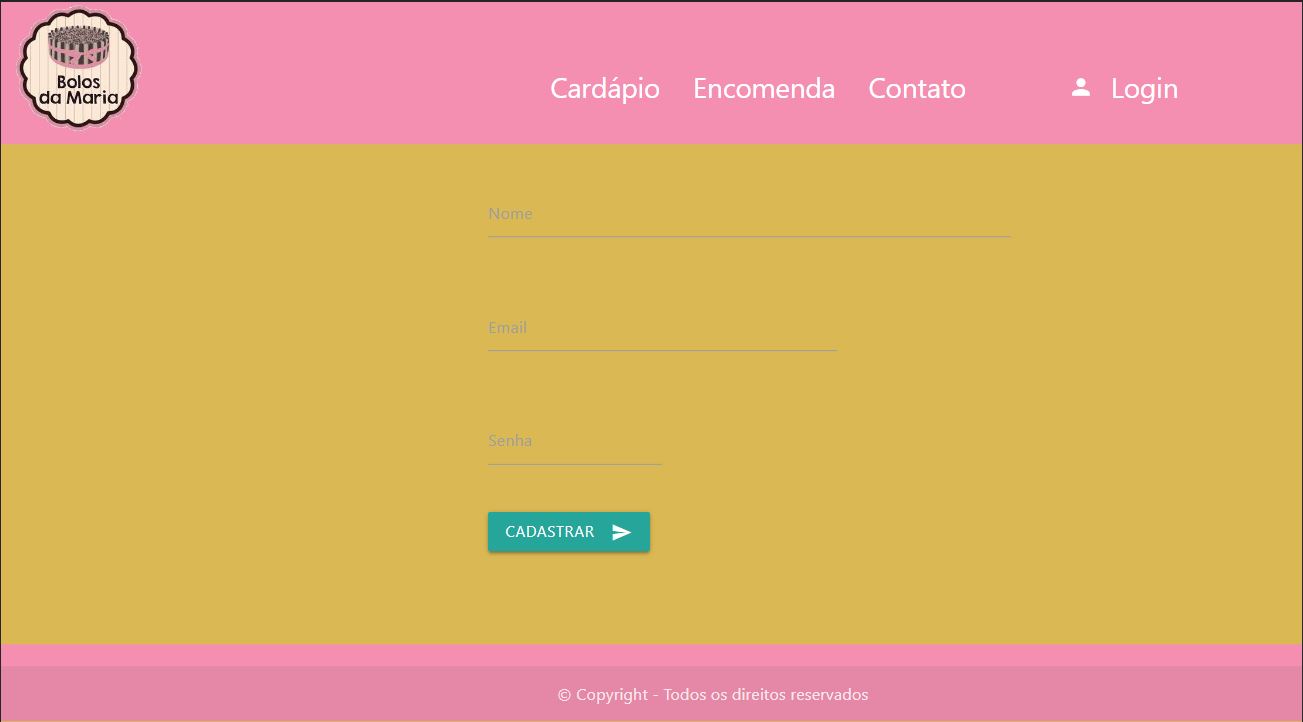 Bolos
da Maria
Cardápio Encomenda Contato Login
Nome
Email
Senha
CADASTRAR
© Copyright - Todos os direitos reservados